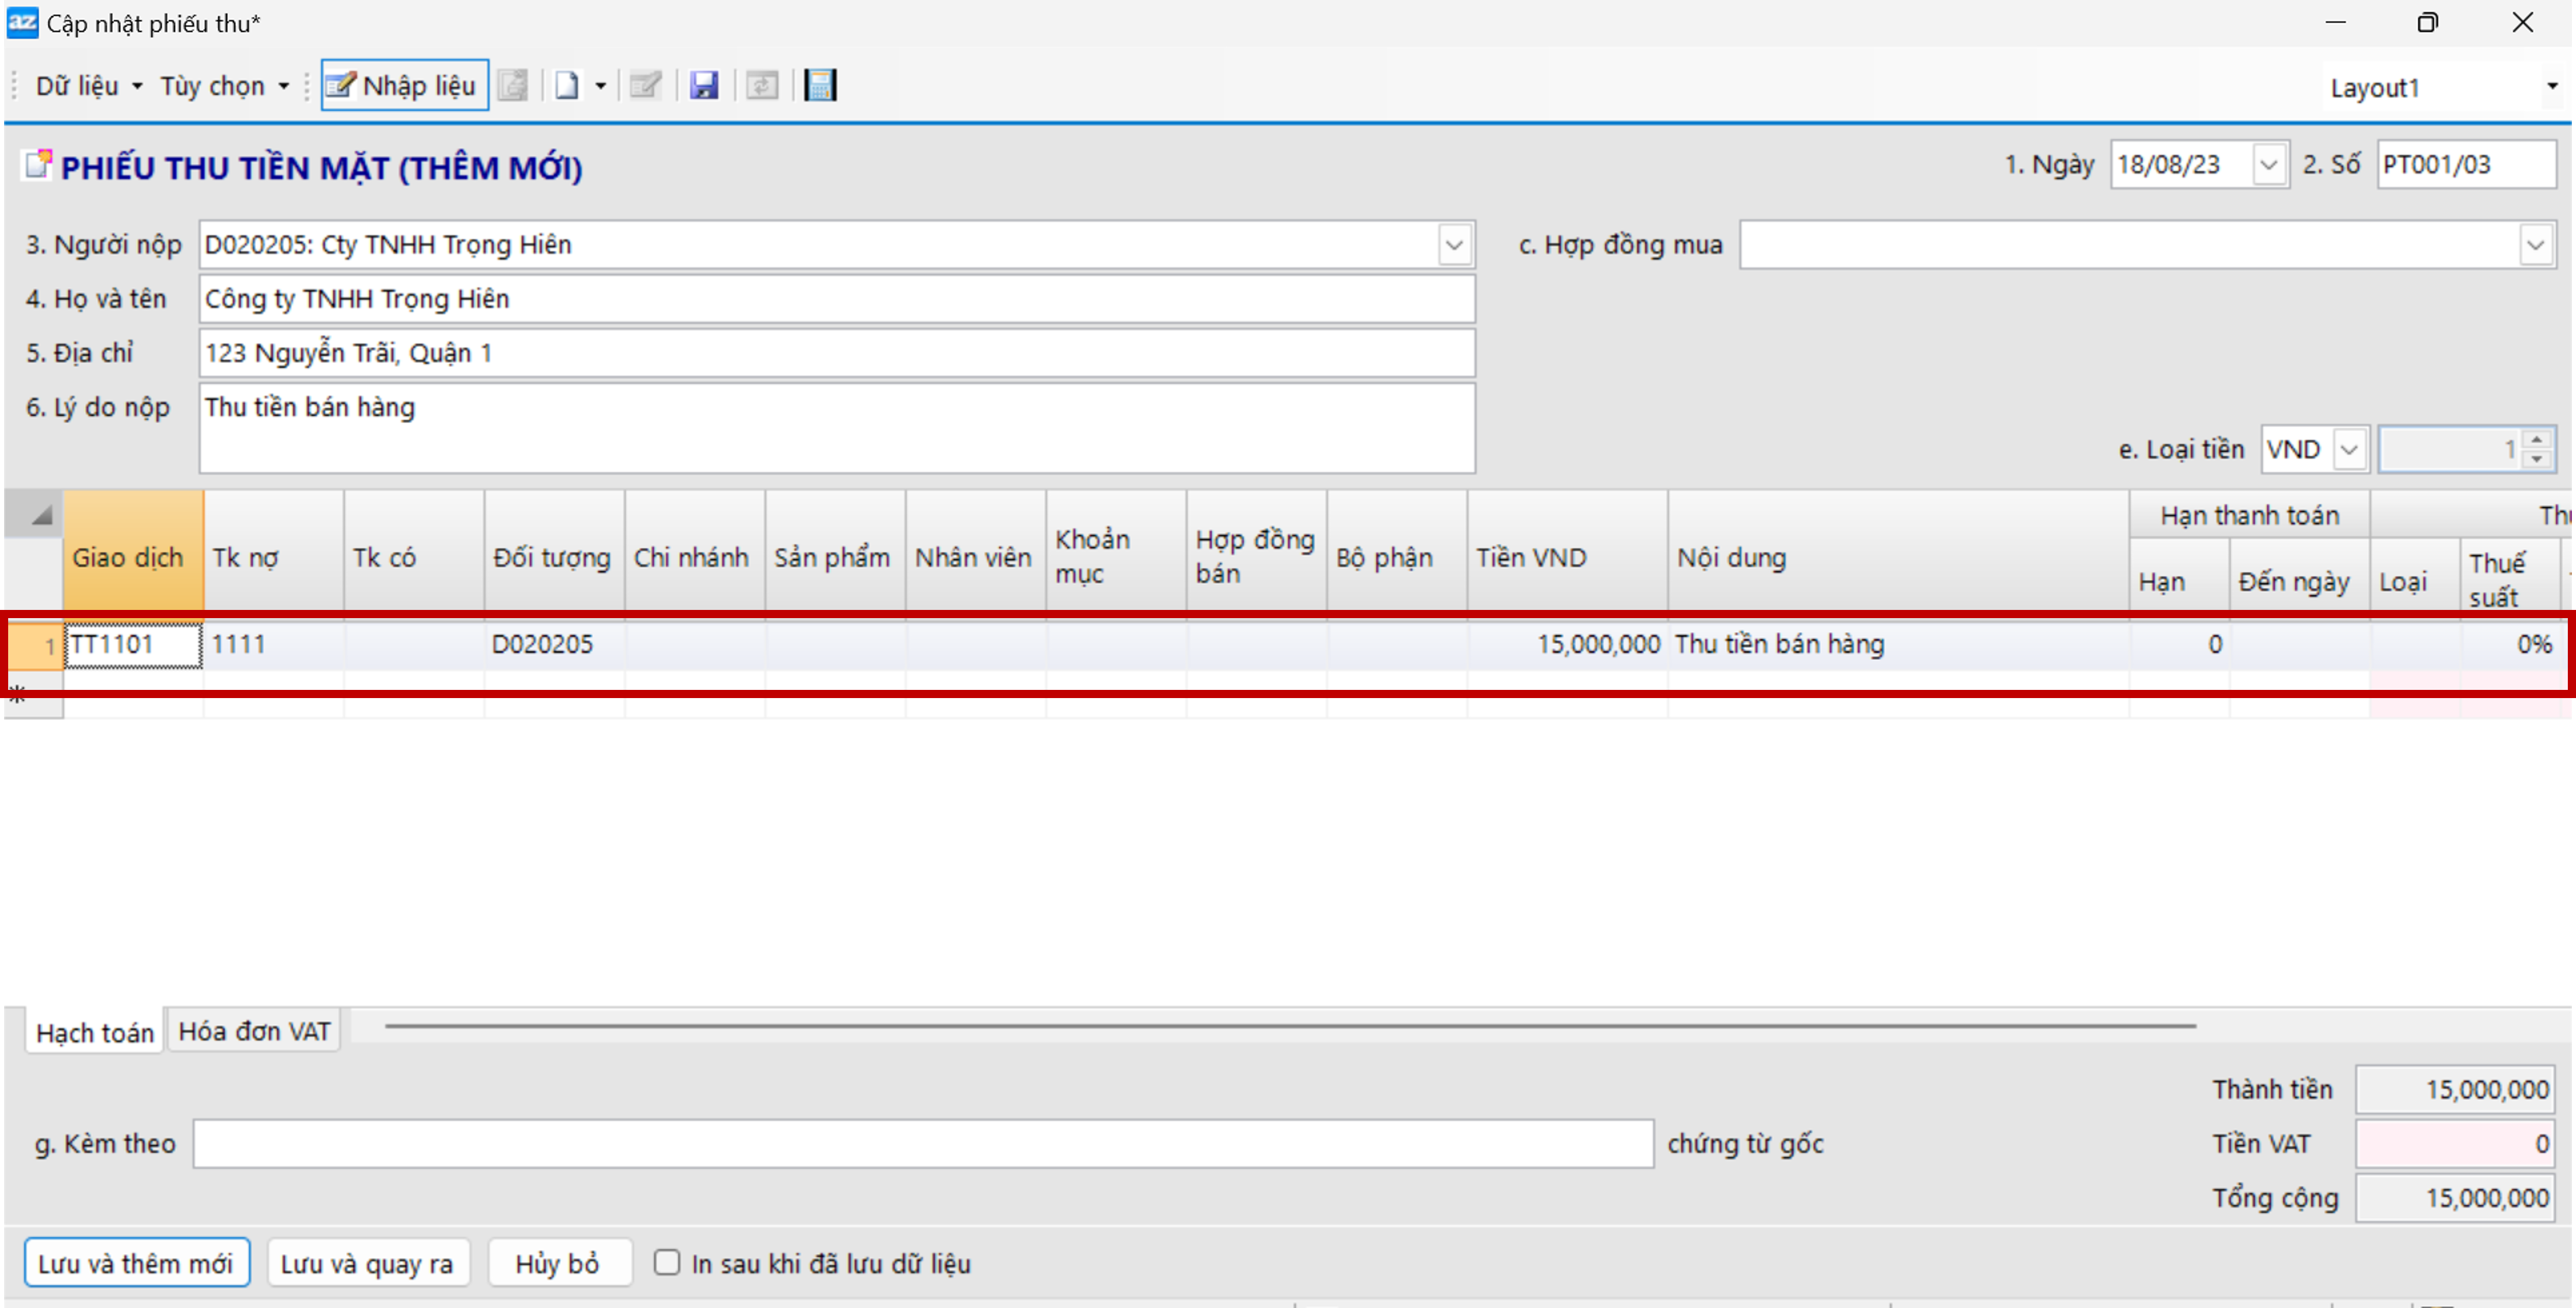 az Cập nhật phiếu thu*
Dữ liệu Tùy chọn Nhập liệu Layout1
PHIẾU THU TIỀN MẶT (THÊM MỚI) 1. Ngày 18/08/23 2. Số PT001/03
3. Người nộp D020205: Cty TNHH Trọng Hiên c. Hợp đồng mua
4. Họ và tên Công ty TNHH Trọng Hiên
5. Địa chỉ 123 Nguyễn Trãi, Quận 1
6. Lý do nộp Thu tiền bán hàng
e. Loại tiền VND 1
Hạn thanh toán
Giao dịch Tk nợ Tk có Đối tượng Chi nhánh Sản phẩm Nhân viên Khoản mục Hợp đồng bán Bộ phận Tiền VND Nội dung Hạn Đến ngày Loại Thuế suất
1 TT1101 1111 D020205 15,000,000 Thu tiền bán hàng 0 0%
*
Hạch toán Hóa đơn VAT
Thành tiền 15,000,000
g. Kèm theo chứng từ gốc Tiền VAT 0
Tổng cộng 15,000,000
Lưu và thêm mới Lưu và quay ra Hủy bỏ In sau khi đã lưu dữ liệu